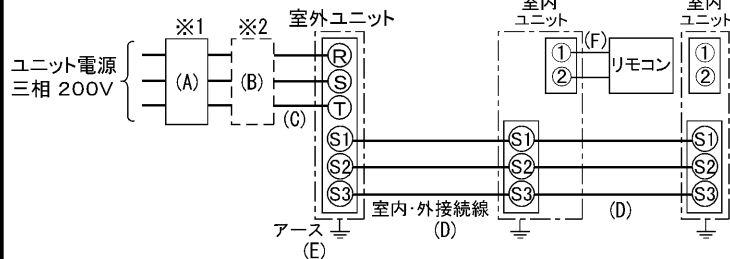 室外ユニット
室内
ユニット
室内
ユニット
※1
※2
ユニット電源
三相 200V
(A)
(B)
(C)
R
S
T
①
②
(F)
リモコン
①
②
S1
S2
S3
S1
S2
S3
S1
S2
S3
室内・外接続線
(D)
(D)
アース
(E)